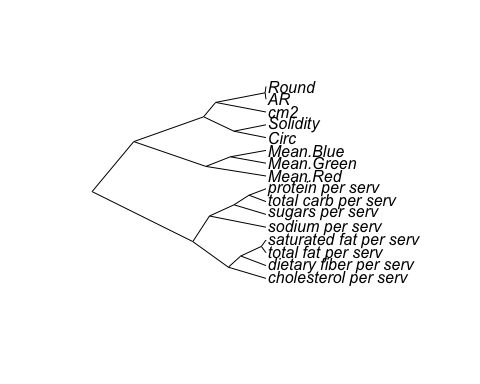 Round
AR
cm2
Solidity
Circ
Mean.Blue
Mean.Green
Mean.Red
protein per serv
total carb per serv
sugars per serv
sodium per serv
saturated fat per serv
total fat per serv
dietary fiber per serv
cholesterol per serv